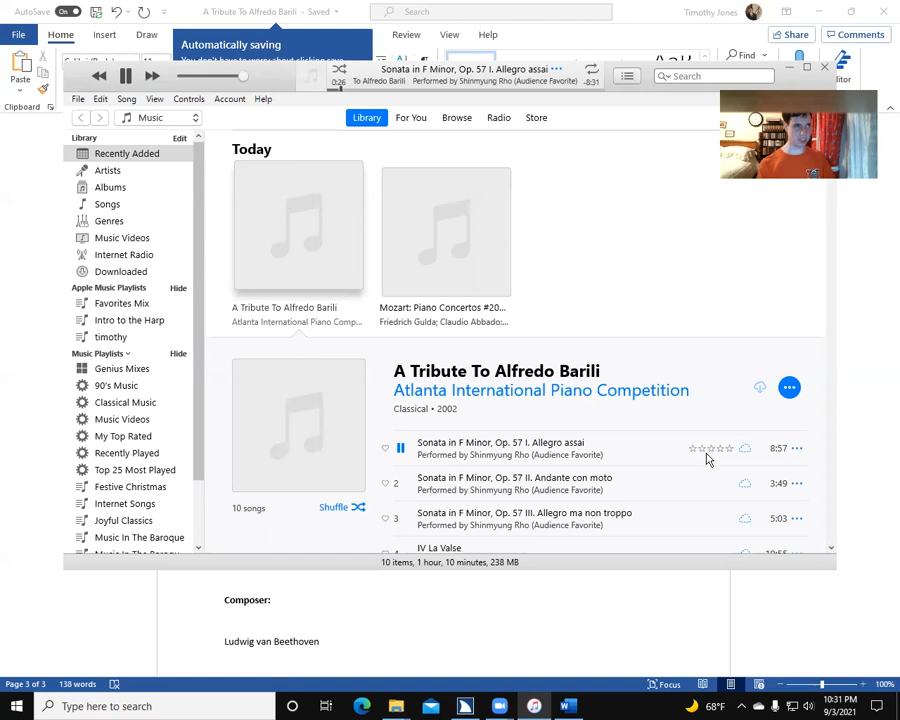 AutoSave On
A Tribute To Alfredo Barili - Saved
Search
Timothy Jones
File Home Insert Draw Review View Help
Share Comments
Automatically saving
Paste
Clipboard
Find
Sonata in F Minor, Op. 57 I. Allegro assai
To Alfredo Barili Performed by Shinmyung Rho (Audience Favorite)
0:26 -8:31
Search
File Edit Song View Controls Account Help
Music
Library For You Browse Radio Store
Library Edit
Recently Added
Artists
Albums
Songs
Genres
Music Videos
Internet Radio
Downloaded
Apple Music Playlists Hide
Favorites Mix
Intro to the Harp
timothy
Music Playlists Hide
Genius Mixes
90's Music
Classical Music
Music Videos
My Top Rated
Recently Played
Top 25 Most Played
Festive Christmas
Internet Songs
Joyful Classics
Music In The Baroque
Today
A Tribute To Alfredo Barili
Atlanta International Piano Comp...
Mozart: Piano Concertos #20...
Friedrich Gulda; Claudio Abbado:...
A Tribute To Alfredo Barili
Atlanta International Piano Competition
Classical • 2002
10 songs
Shuffle
Sonata in F Minor, Op. 57 I. Allegro assai
Performed by Shinmyung Rho (Audience Favorite)
8:57
2 Sonata in F Minor, Op. 57 II. Andante con moto
Performed by Shinmyung Rho (Audience Favorite)
3:49
3 Sonata in F Minor, Op. 57 III. Allegro ma non troppo
Performed by Shinmyung Rho (Audience Favorite)
5:03
IV La Valse
10 items, 1 hour, 10 minutes, 238 MB
Composer:
Ludwig van Beethoven
Page 3 of 3 138 words
Focus
100%
Type here to search
68°F
10:31 PM
9/3/2021